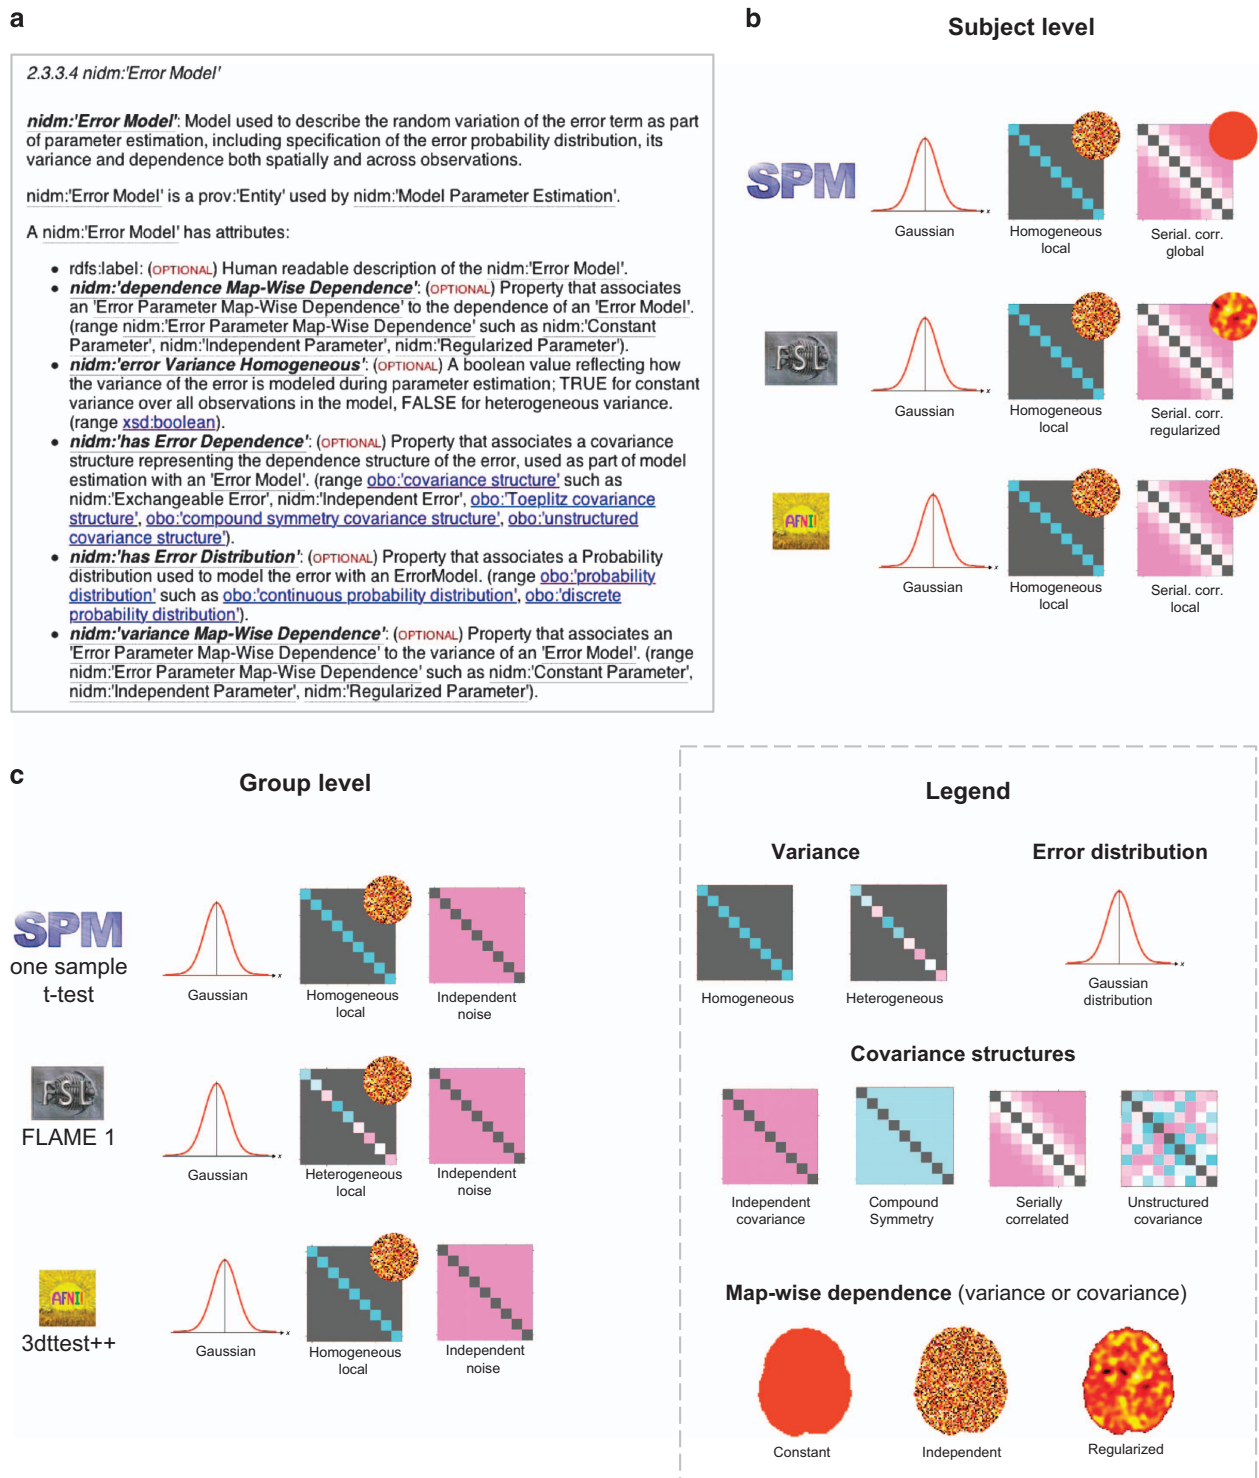 a
2.3.3.4 nidm:'Error Model'
nidm:'Error Model': Model used to describe the random variation of the error term as part
of parameter estimation, including specification of the error probability distribution, its
variance and dependence both spatially and across observations.
nidm:'Error Model' is a prov:'Entity' used by nidm:'Model Parameter Estimation'.
A nidm:'Error Model' has attributes:
• rdfs:label: (OPTIONAL) Human readable description of the nidm:'Error Model'.
• nidm:'dependence Map-Wise Dependence': (OPTIONAL) Property that associates
an 'Error Parameter Map-Wise Dependence' to the dependence of an 'Error Model'.
(range nidm:'Error Parameter Map-Wise Dependence' such as nidm:'Constant
Parameter', nidm:'Independent Parameter', nidm:'Regularized Parameter').
• nidm:'error Variance Homogeneous': (OPTIONAL) A boolean value reflecting how
the variance of the error is modeled during parameter estimation; TRUE for constant
variance over all observations in the model, FALSE for heterogeneous variance.
(range xsd:boolean).
• nidm:'has Error Dependence': (OPTIONAL) Property that associates a covariance
structure representing the dependence structure of the error, used as part of model
estimation with an 'Error Model'. (range obo:'covariance structure' such as
nidm:'Exchangeable Error', nidm:'Independent Error', obo:'Toeplitz covariance
structure', obo:'compound symmetry covariance structure', obo:'unstructured
covariance structure').
• nidm:'has Error Distribution': (OPTIONAL) Property that associates a Probability
distribution used to model the error with an ErrorModel. (range obo:'probability
distribution' such as obo:'continuous probability distribution', obo:'discrete
probability distribution').
• nidm:'variance Map-Wise Dependence': (OPTIONAL) Property that associates an
'Error Parameter Map-Wise Dependence' to the variance of an 'Error Model'. (range
nidm:'Error Parameter Map-Wise Dependence' such as nidm:'Constant Parameter',
nidm:'Independent Parameter', nidm:'Regularized Parameter').
b
Subject level
SPM
x
Gaussian
Homogeneous
local
Serial. corr.
global
FSL
x
Gaussian
Homogeneous
local
Serial. corr.
regularized
AFNI
x
Gaussian
Homogeneous
local
Serial. corr.
local
c
Group level
SPM
one sample
t-test
x
Gaussian
Homogeneous
local
Independent
noise
FSL
FLAME 1
x
Gaussian
Heterogeneous
local
Independent
noise
AFNI
3dttest++
x
Gaussian
Homogeneous
local
Independent
noise
Legend
Variance
Error distribution
Homogeneous
Heterogeneous
x
Gaussian
distribution
Covariance structures
Independent
covariance
Compound
Symmetry
Serially
correlated
Unstructured
covariance
Map-wise dependence (variance or covariance)
Constant
Independent
Regularized